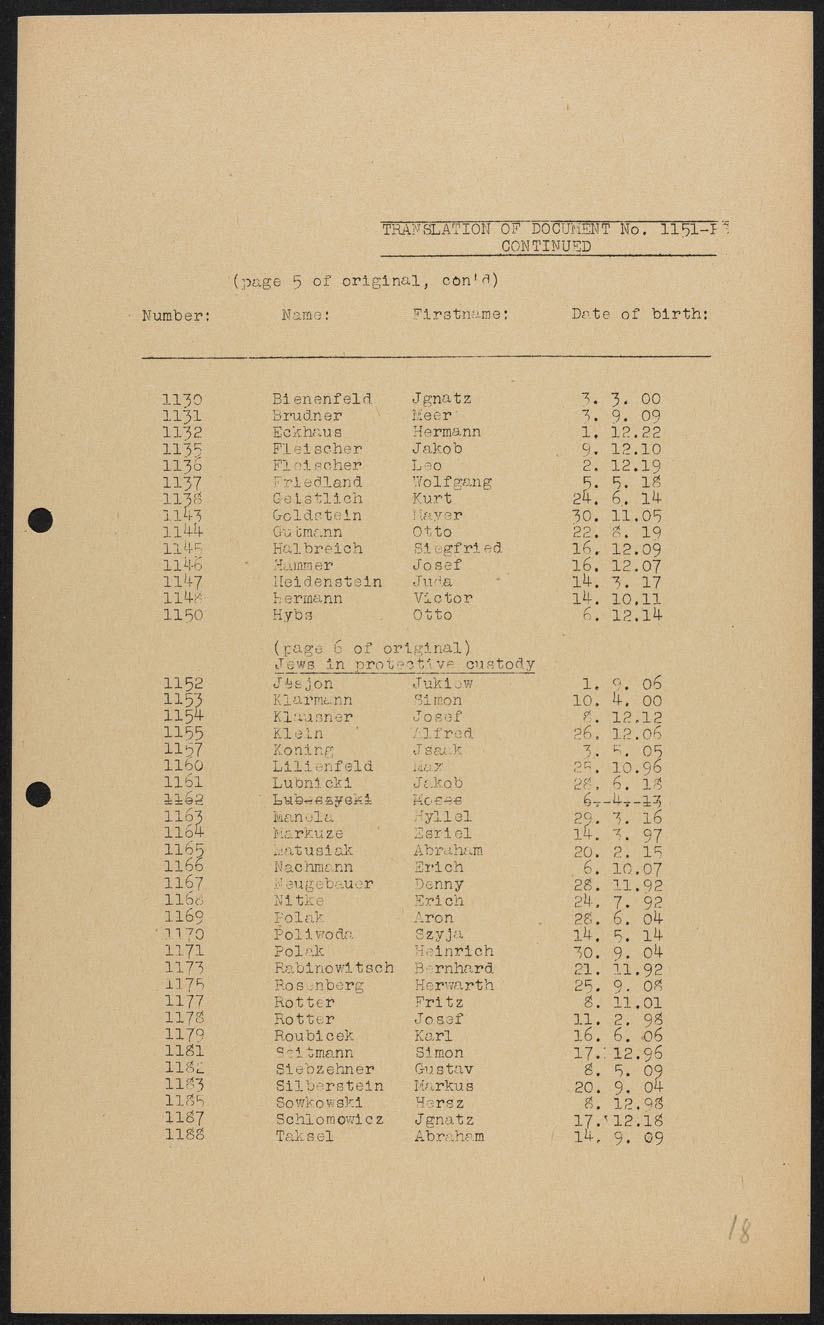 TRANSLATION OF DOCUMENT No. 1151-P
CONTINUED
(page 5 of original, con'd)
Number: Name: Firstname: Date of birth:
1130 Bienenfeld Jgnatz 3. 3. 00
1131 Brudner Meer 3. 9. 09
1132 Eckhaus Hermann 1. 12.22
1135 Fleischer Jakob 9. 12.10
1136 Fleischer Leo 2. 12.19
1137 Friedland Wolfgang 5. 5. 18
1138 Geistlich Kurt 24. 6. 14
1143 Goldstein Mayer 30. 11.05
1144 Gutmann Otto 22. 8. 19
1145 Halbreich Siegfried 16. 12.09
1146 Hammer Josef 16. 12.07
1147 Heidenstein Juda 14. 3. 17
1148 Hermann Victor 14. 10.11
1150 Hybs Otto 6. 12.14
(page 6 of original)
Jews in protective custody
1152 Jukiew 1. 9. 06
1153 Klarmann Simon 10. 4. 00
1154 Klausner Josef 8. 12.12
1155 Klein Alfred 26. 12.06
1157 Koning Jsaak 3. 5. 05
1160 Lilienfeld Max 25. 10.96
1161 Lubnicki Jakob 28. 6. 18
1162 Moses 6. 4. 13
1163 Manela Hyllel 29. 3. 16
1164 Markuze Esriel 14. 3. 97
1165 Matusiak Abraham 20. 2. 15
1166 Nachmann Erich 6. 10.07
1167 Neugebauer Denny 28. 11.92
1168 Nitke Erich 24. 7. 92
1169 Polak Aron 28. 6. 04
1170 Poliwoda Szyja 14. 5. 14
1171 Polak Heinrich 30. 9. 04
1173 Rabinowitsch Bernhard 21. 11.92
1175 Rosenberg Herwarth 25. 9. 08
1177 Rotter Fritz 8. 11.01
1178 Rotter Josef 11. 2. 98
1179 Roubicek Karl 16. 6. 06
1181 Seitmann Simon 17. 12.96
1182 Siebzehner Gustav 8. 5. 09
1183 Silberstein Markus 20. 9. 04
1185 Sowkowski Hersz 8. 12.98
1187 Schlomowicz Jgnatz 17. 12.18
1188 Taksel Abraham 14. 9. 09
18